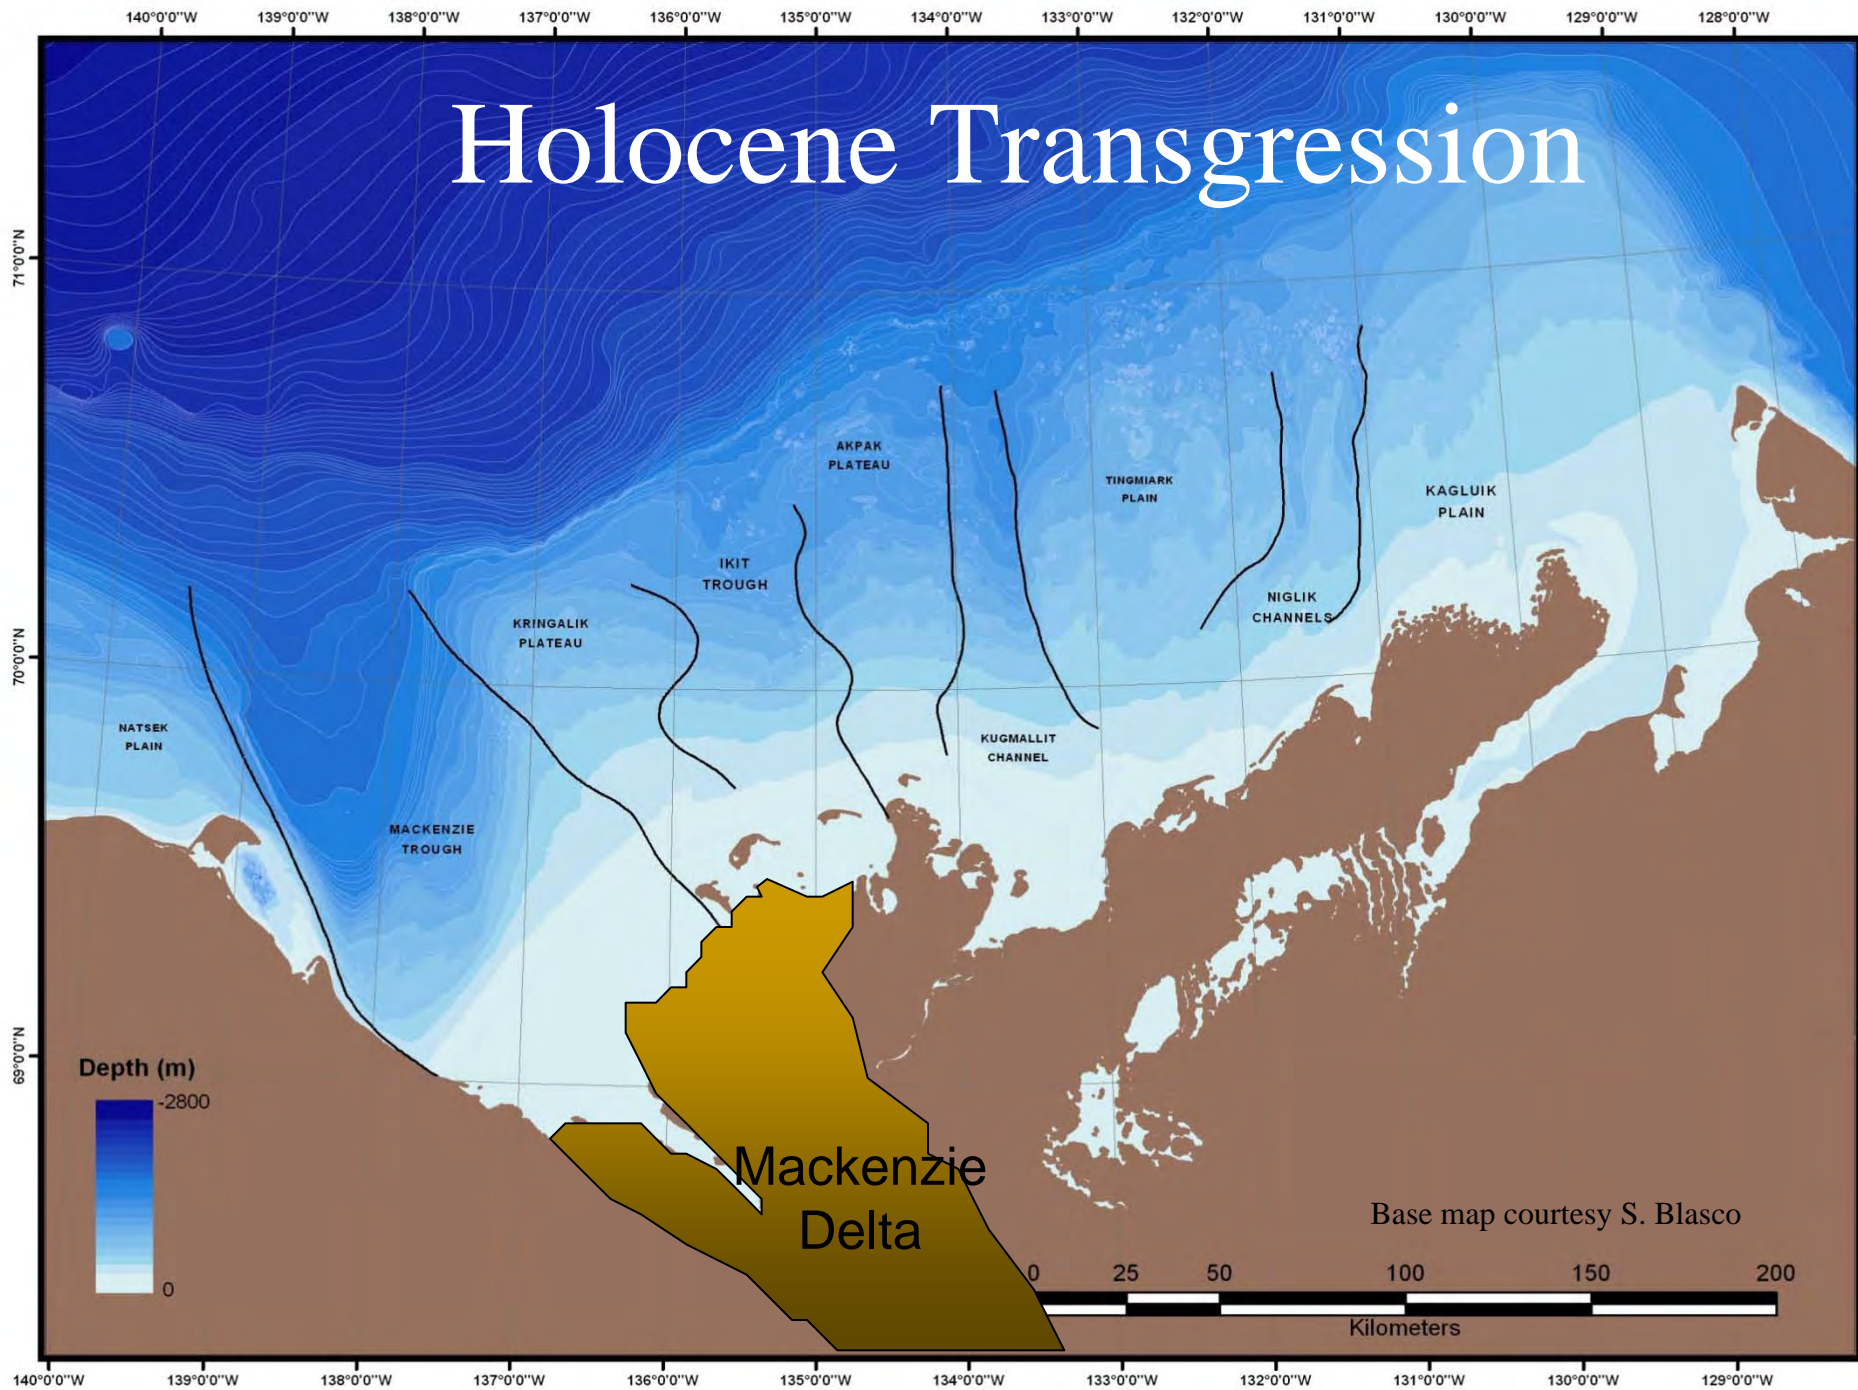 140°0'0"W 139°0'0"W 138°0'0"W 137°0'0"W 136°0'0"W 135°0'0"W 134°0'0"W 133°0'0"W 132°0'0"W 131°0'0"W 130°0'0"W 129°0'0"W 128°0'0"W
Holocene Transgression
71°0'0"N
70°0'0"N
69°0'0"N
AKPAK
PLATEAU
TINGMIARK
PLAIN
KAGLUIK
PLAIN
IKIT
TROUGH
NIGLIK
CHANNELS
KRINGALIK
PLATEAU
NATSEK
PLAIN
KUGMALLIT
CHANNEL
MACKENZIE
TROUGH
Depth (m)
-2800
0
Mackenzie
Delta
Base map courtesy S. Blasco
0 25 50 100 150 200
Kilometers
140°0'0"W 139°0'0"W 138°0'0"W 137°0'0"W 136°0'0"W 135°0'0"W 134°0'0"W 133°0'0"W 132°0'0"W 131°0'0"W 130°0'0"W 129°0'0"W